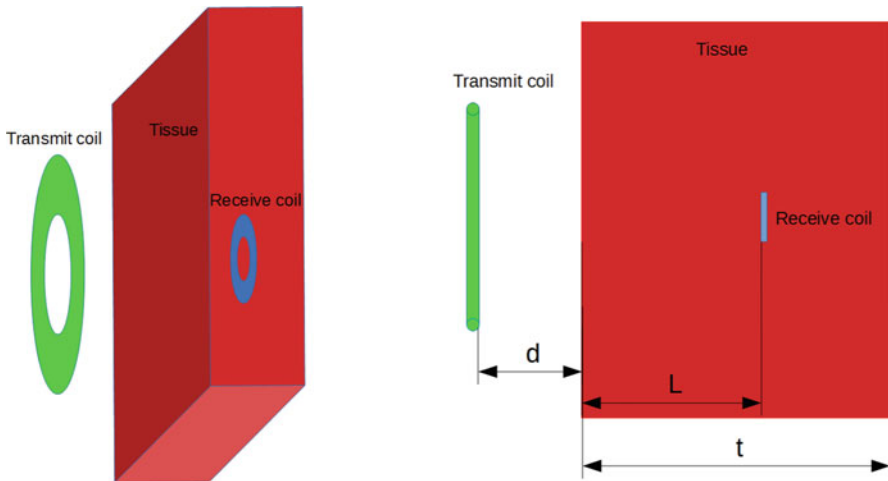 Transmit coil
Tissue
Receive coil
Tissue
Transmit coil
Receive coil
d
L
t